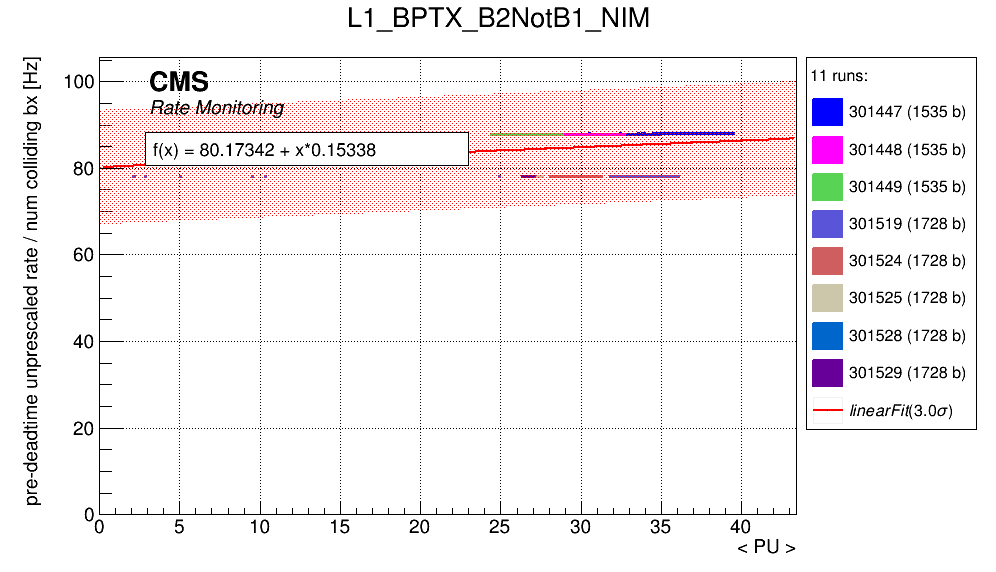 L1_BPTX_B2NotB1_NIM
pre-deadtime unprescaled rate / num colliding bx [Hz]
CMS
Rate Monitoring
f(x) = 80.17342 + x*0.15338
100
80
60
40
20
0
0 5 10 15 20 25 30 35 40
< PU >
11 runs:
301447 (1535 b)
301448 (1535 b)
301449 (1535 b)
301519 (1728 b)
301524 (1728 b)
301525 (1728 b)
301528 (1728 b)
301529 (1728 b)
linearFit(3.0σ)